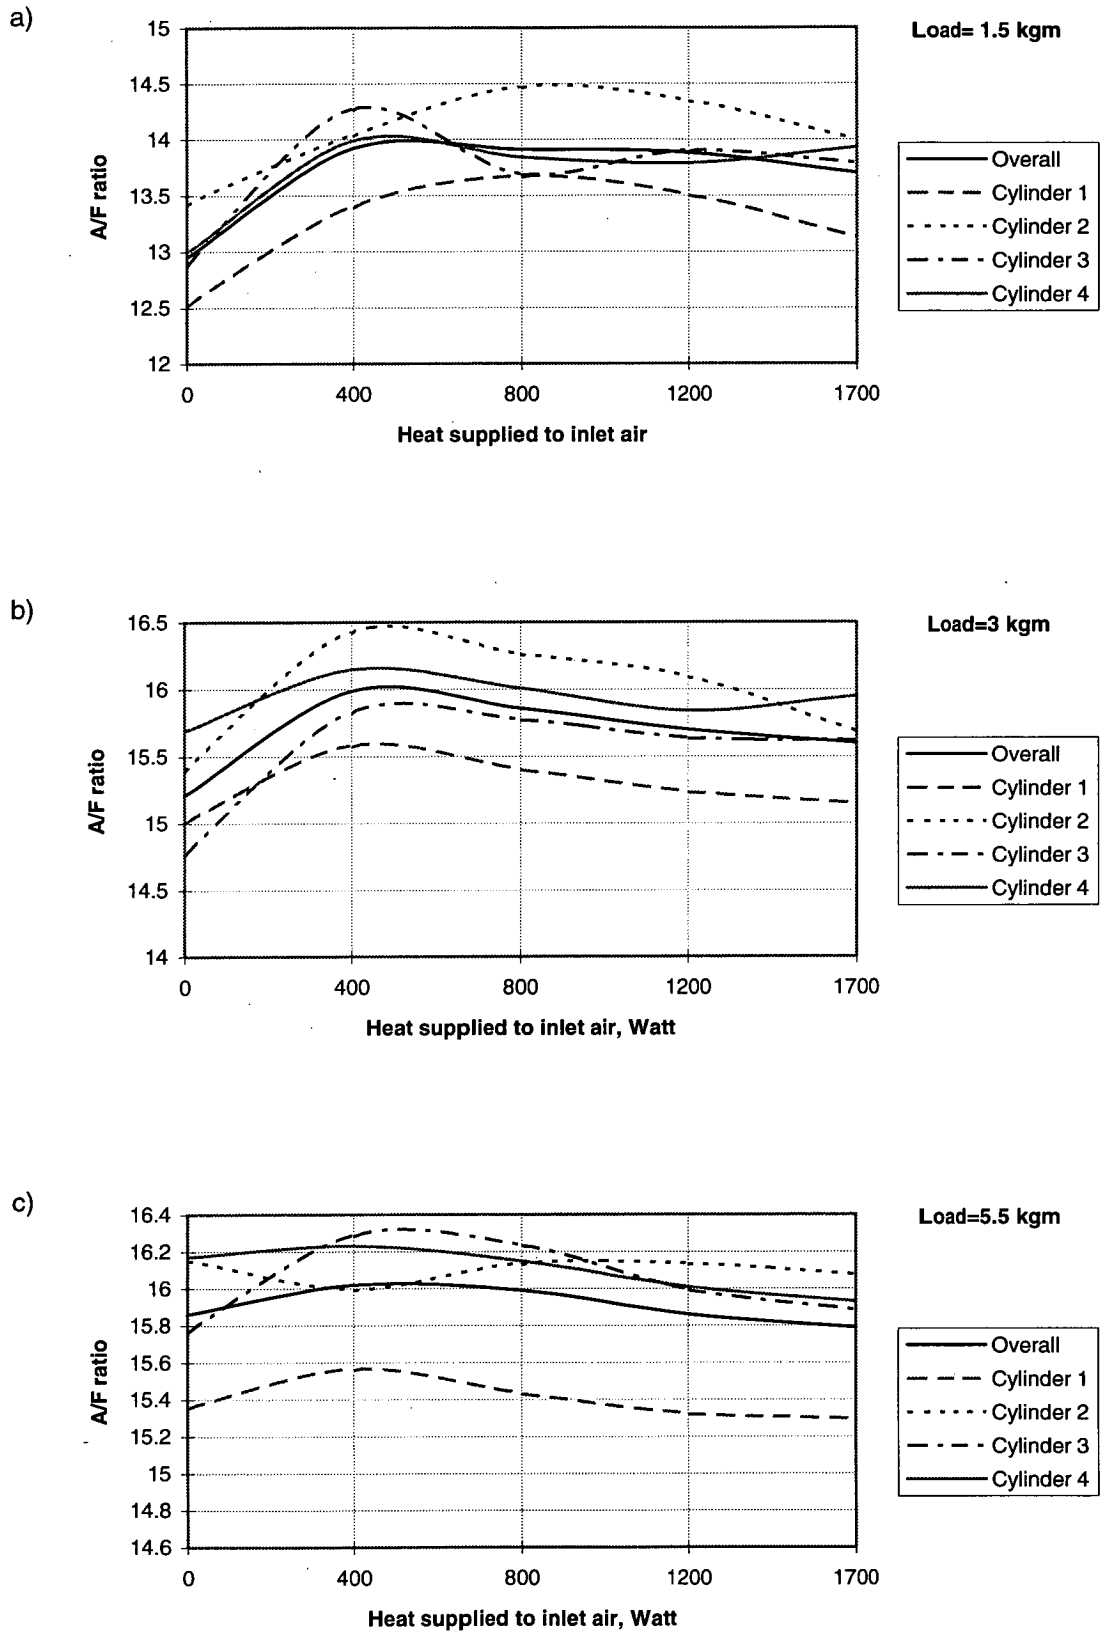 a)
Load= 1.5 kgm
15
14.5
14
13.5
13
12.5
12
A/F ratio
0 400 800 1200 1700
Heat supplied to inlet air
Overall
Cylinder 1
Cylinder 2
Cylinder 3
Cylinder 4
b)
Load=3 kgm
16.5
16
15.5
15
14.5
14
A/F ratio
0 400 800 1200 1700
Heat supplied to inlet air, Watt
Overall
Cylinder 1
Cylinder 2
Cylinder 3
Cylinder 4
c)
Load=5.5 kgm
16.4
16.2
16
15.8
15.6
15.4
15.2
15
14.8
14.6
A/F ratio
0 400 800 1200 1700
Heat supplied to inlet air, Watt
Overall
Cylinder 1
Cylinder 2
Cylinder 3
Cylinder 4